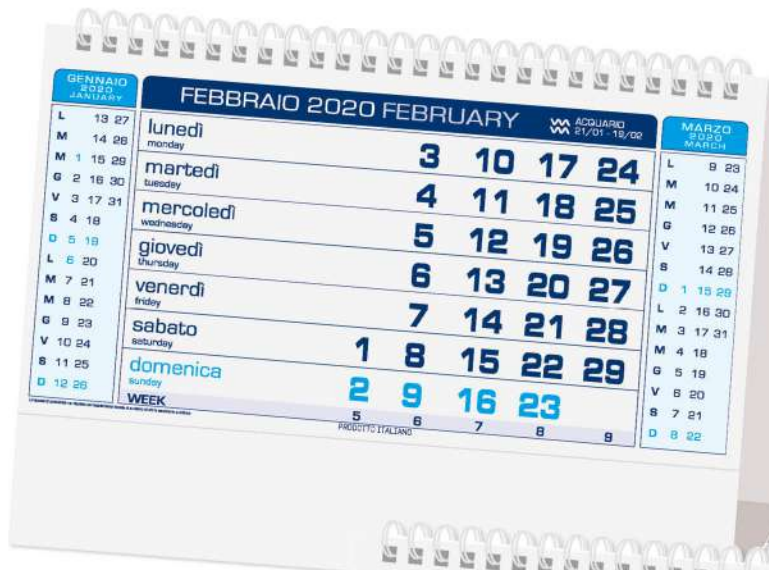 GENNAIO
2020
JANUARY
L 13 27
M 14 28
M 1 15 29
G 2 16 30
V 3 17 31
S 4 18
D 5 19
L 6 20
M 7 21
M 8 22
G 9 23
V 10 24
S 11 25
D 12 26
FEBBRAIO 2020 FEBRUARY
ACQUARIO
21/01 - 19/02
lunedì 3 10 17 24
monday
martedì 4 11 18 25
tuesday
mercoledì 5 12 19 26
wednesday
giovedì 6 13 20 27
thursday
venerdì 7 14 21 28
friday
sabato 1 8 15 22 29
saturday
domenica 2 9 16 23
sunday
WEEK 5 6 7 8 9
PRODOTTO ITALIANO
MARZO
2020
MARCH
L 9 23
M 10 24
M 11 25
G 12 26
V 13 27
S 14 28
D 1 15 29
L 2 16 30
M 3 17 31
M 4 18
G 5 19
V 6 20
S 7 21
D 8 22